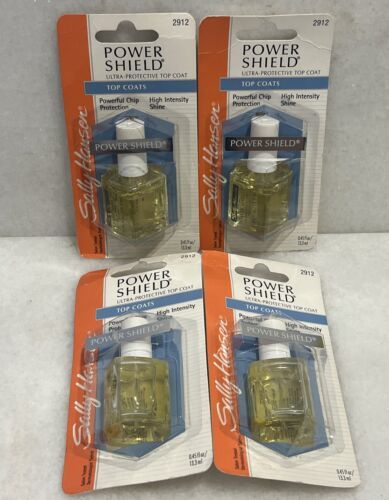 2912
POWER
SHIELD®
ULTRA-PROTECTIVE TOP COAT
TOP COATS
Powerful Chip
Protection
High Intensity
Shine
POWER SHIELD®
Sally Hansen
0.45 fl oz/
13.3 ml
2912
POWER
SHIELD®
ULTRA-PROTECTIVE TOP COAT
TOP COATS
Powerful Chip
Protection
High Intensity
Shine
POWER SHIELD®
Sally Hansen
0.45 fl oz/
13.3 ml
2912
POWER
SHIELD®
ULTRA-PROTECTIVE TOP COAT
TOP COATS
High Intensity
Shine
POWER SHIELD®
Sally Hansen
0.45 fl oz/
13.3 ml
2912
POWER
SHIELD®
ULTRA-PROTECTIVE TOP COAT
TOP COATS
Powerful
High Intensity
POWER SHIELD®
Sally Hansen
0.45 fl oz/
13.3 ml